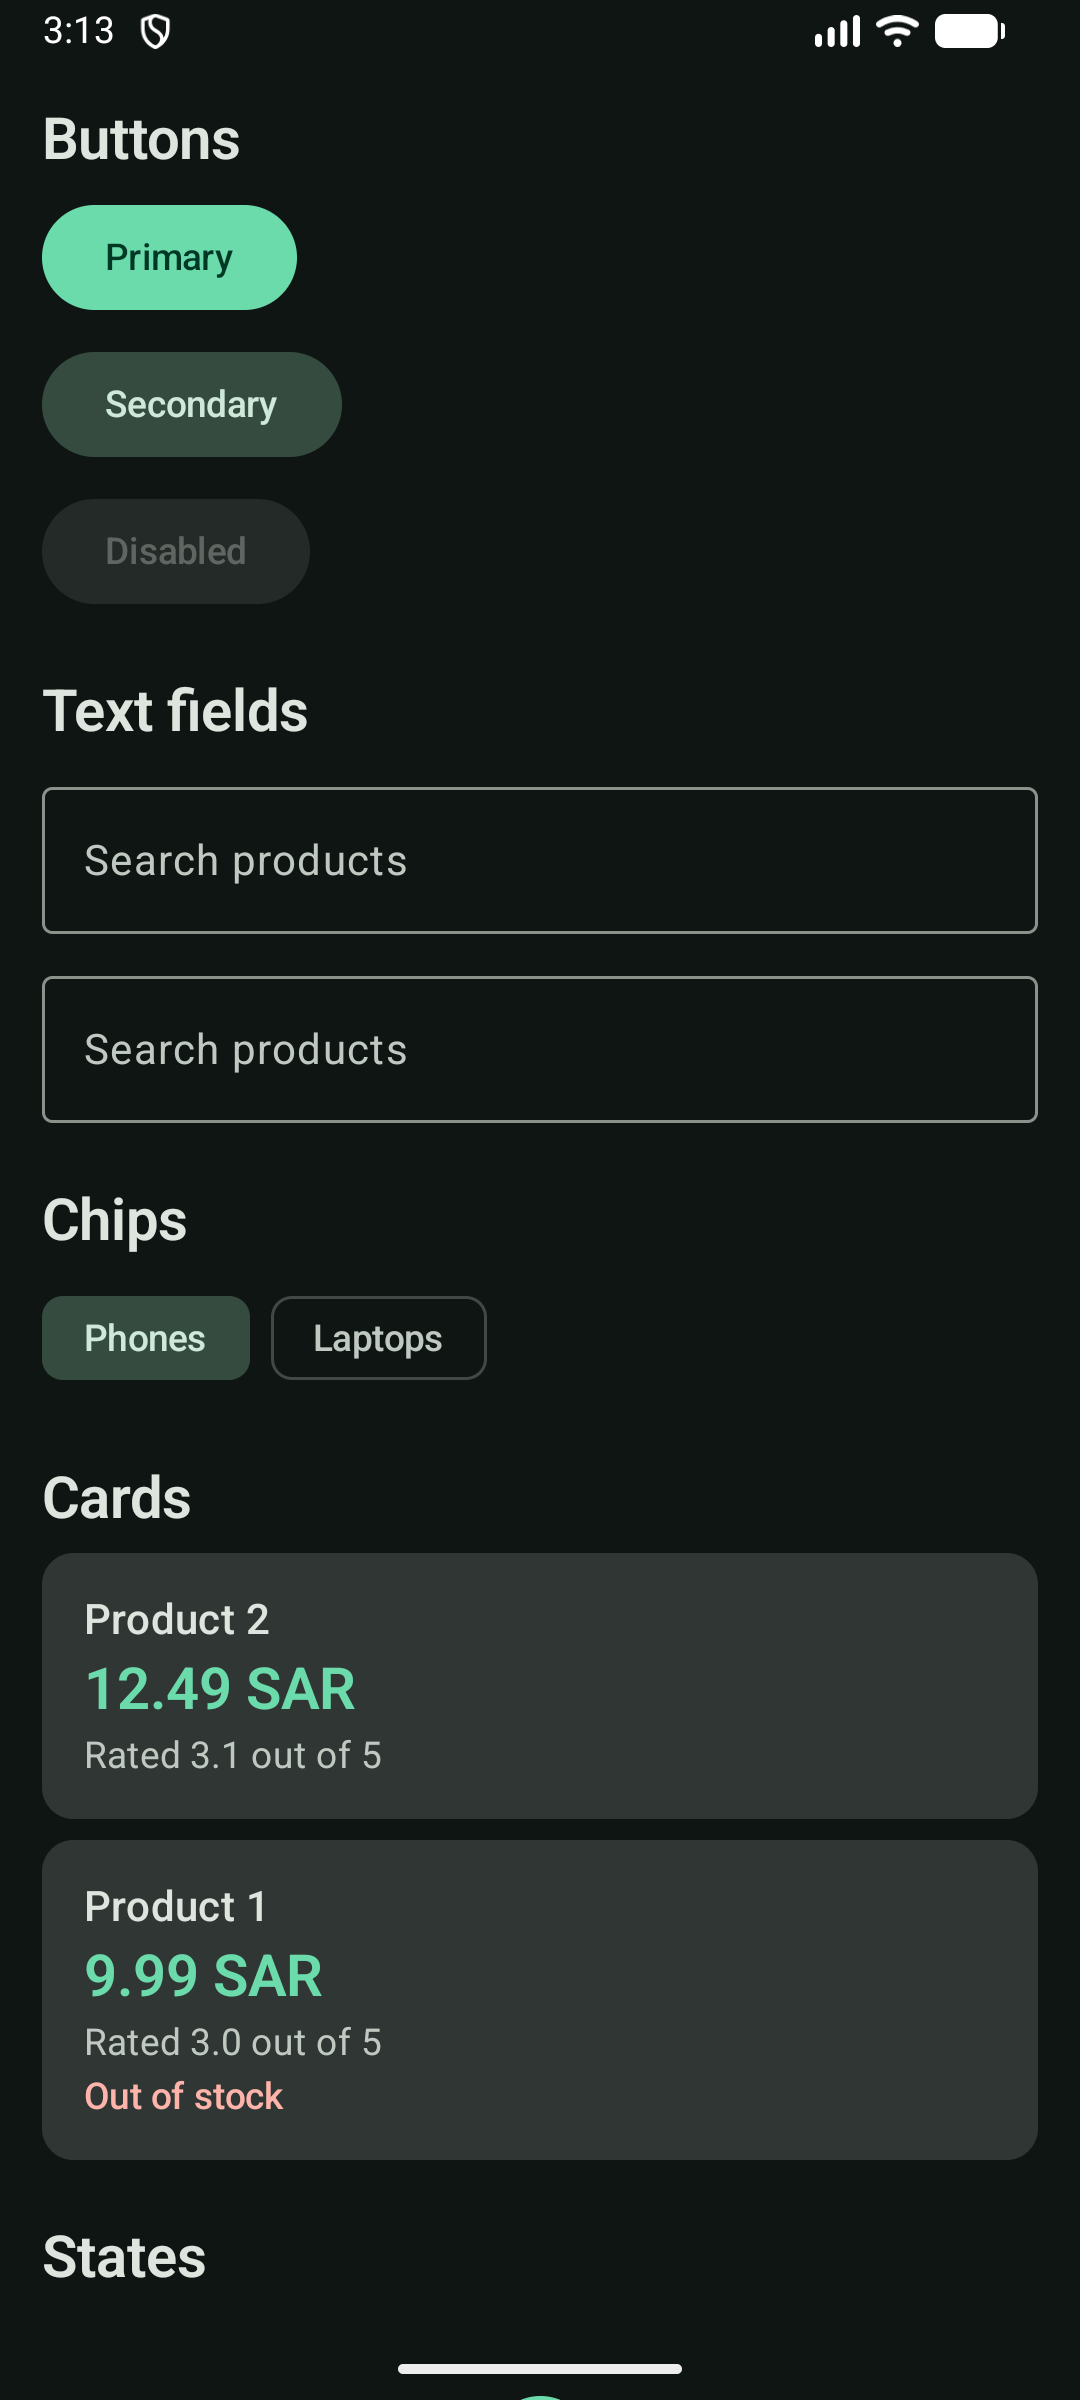 3:13
Buttons
Primary
Secondary
Disabled
Text fields
Search products
Search products
Chips
Phones
Laptops
Cards
Product 2
12.49 SAR
Rated 3.1 out of 5
Product 1
9.99 SAR
Rated 3.0 out of 5
Out of stock
States